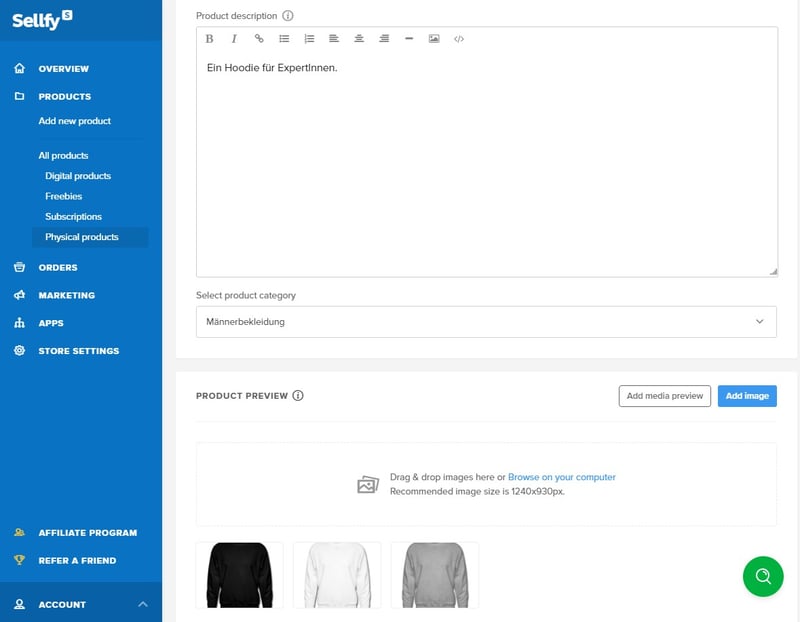 Sellfy S
OVERVIEW
PRODUCTS
Add new product
All products
Digital products
Freebies
Subscriptions
Physical products
ORDERS
MARKETING
APPS
STORE SETTINGS
AFFILIATE PROGRAM
REFER A FRIEND
ACCOUNT
Product description
B I
Ein Hoodie für ExpertInnen.
Select product category
Männerbekleidung
PRODUCT PREVIEW
Add media preview
Add image
Drag & drop images here or Browse on your computer
Recommended image size is 1240x930px.